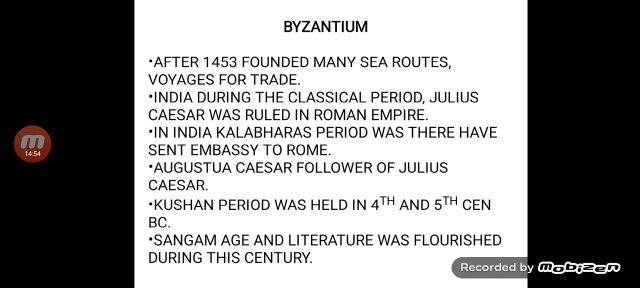 BYZANTIUM
•AFTER 1453 FOUNDED MANY SEA ROUTES,
VOYAGES FOR TRADE.
•INDIA DURING THE CLASSICAL PERIOD, JULIUS
CAESAR WAS RULED IN ROMAN EMPIRE.
•IN INDIA KALABHARAS PERIOD WAS THERE HAVE
SENT EMBASSY TO ROME.
•AUGUSTUA CAESAR FOLLOWER OF JULIUS
CAESAR.
•KUSHAN PERIOD WAS HELD IN 4TH AND 5TH CEN
BC.
•SANGAM AGE AND LITERATURE WAS FLOURISHED
DURING THIS CENTURY.
14:54
Recorded by Mobizen